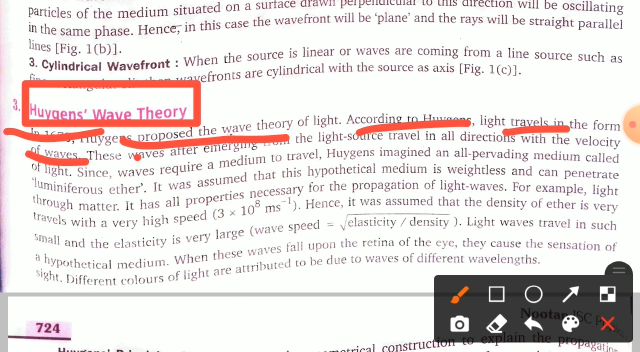 particles of the medium situated on a surface drawn perpendicular to this direction will be oscillating
in the same phase. Hence, in this case the wavefront will be 'plane' and the rays will be straight parallel
lines [Fig. 1(b)].
3. Cylindrical Wavefront : When the source is linear or waves are coming from a line source such as
wavefronts are cylindrical with the source as axis [Fig. 1(c)].
3. Huygens' Wave Theory
In Huygens proposed the wave theory of light. According to Huygens, light travels in the form
of waves. These waves after emerging from the light-source travel in all directions with the velocity
of light. Since, waves require a medium to travel, Huygens imagined an all-pervading medium called
'luminiferous ether'. It was assumed that this hypothetical medium is weightless and can penetrate
through matter. It has all properties necessary for the propagation of light-waves. For example, light
travels with a very high speed (3 × 10⁸ ms⁻¹). Hence, it was assumed that the density of ether is very
small and the elasticity is very large (wave speed = √elasticity / density ). Light waves travel in such
a hypothetical medium. When these waves fall upon the retina of the eye, they cause the sensation of
sight. Different colours of light are attributed to be due to waves of different wavelengths.
724
Nootan ISC
construction to explain the propagation